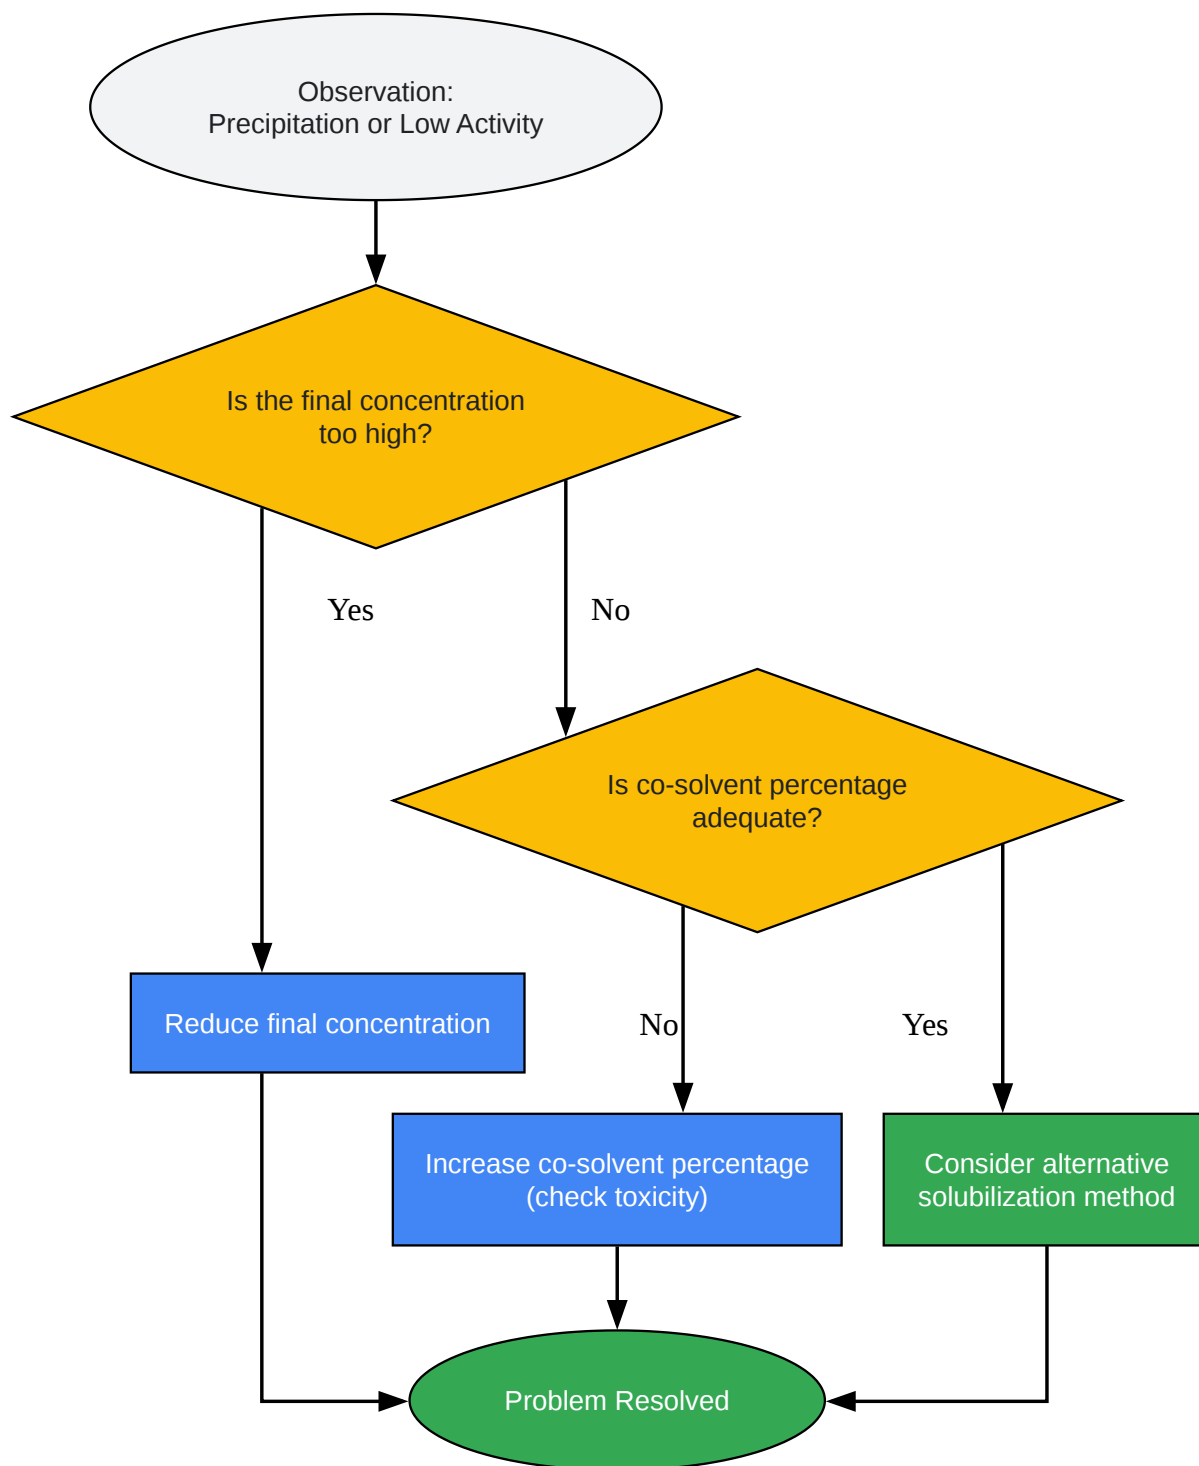 Observation:
Precipitation or Low Activity
Is the final concentration
too high?
Yes
No
Is co-solvent percentage
adequate?
Reduce final concentration
No
Yes
Increase co-solvent percentage
(check toxicity)
Consider alternative
solubilization method
Problem Resolved